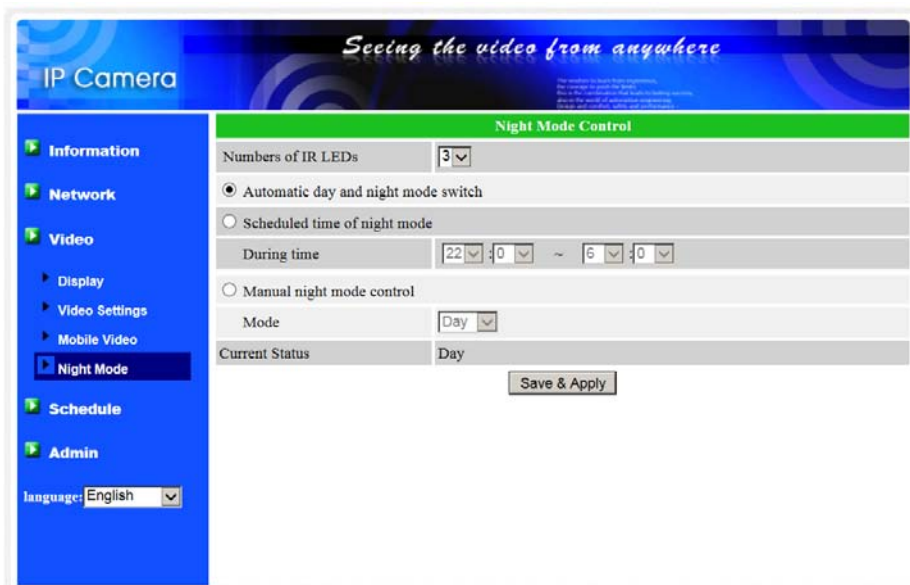 Seeing the video from anywhere
IP Camera
Night Mode Control
Information
Network
Video
Display
Video Settings
Mobile Video
Night Mode
Schedule
Admin
language: English
Numbers of IR LEDs 3
Automatic day and night mode switch
Scheduled time of night mode
During time 22 : 0 ~ 6 : 0
Manual night mode control
Mode Day
Current Status Day
Save & Apply